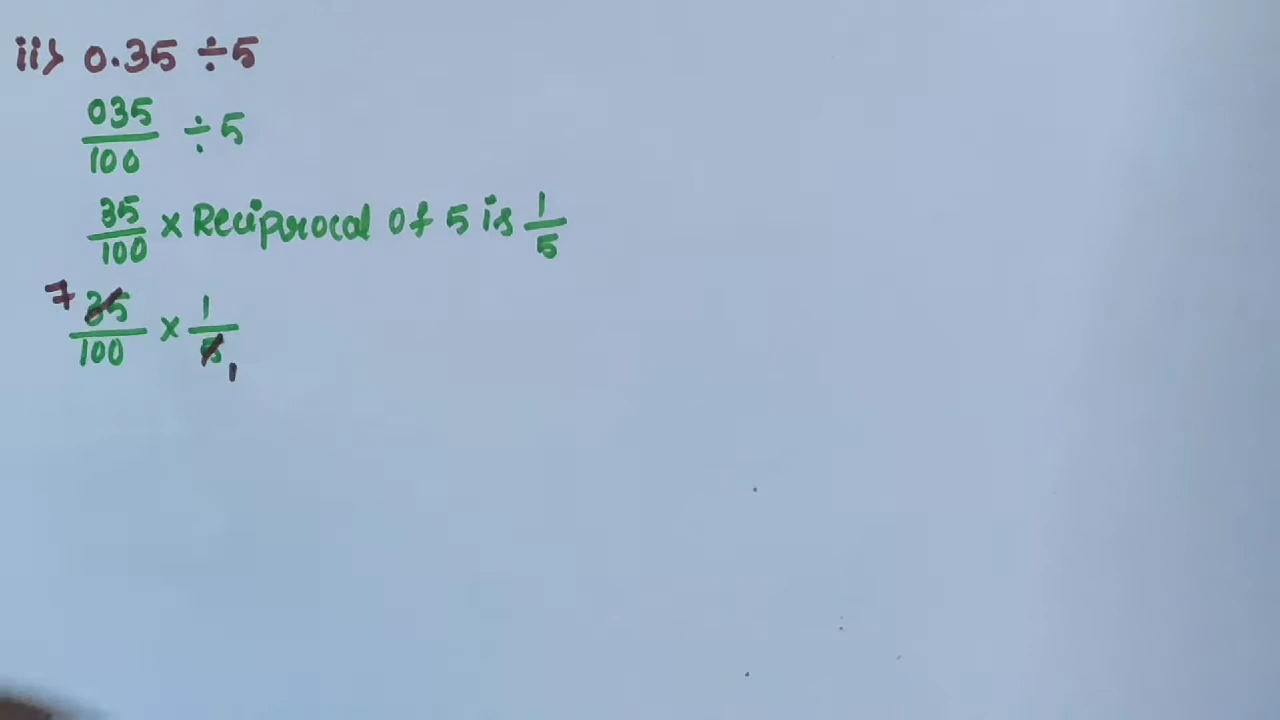 ii) 0.35 ÷ 5
035/100 ÷ 5
35/100 × Reciprocal of 5 is 1/5
7 35/100 × 1/5 1